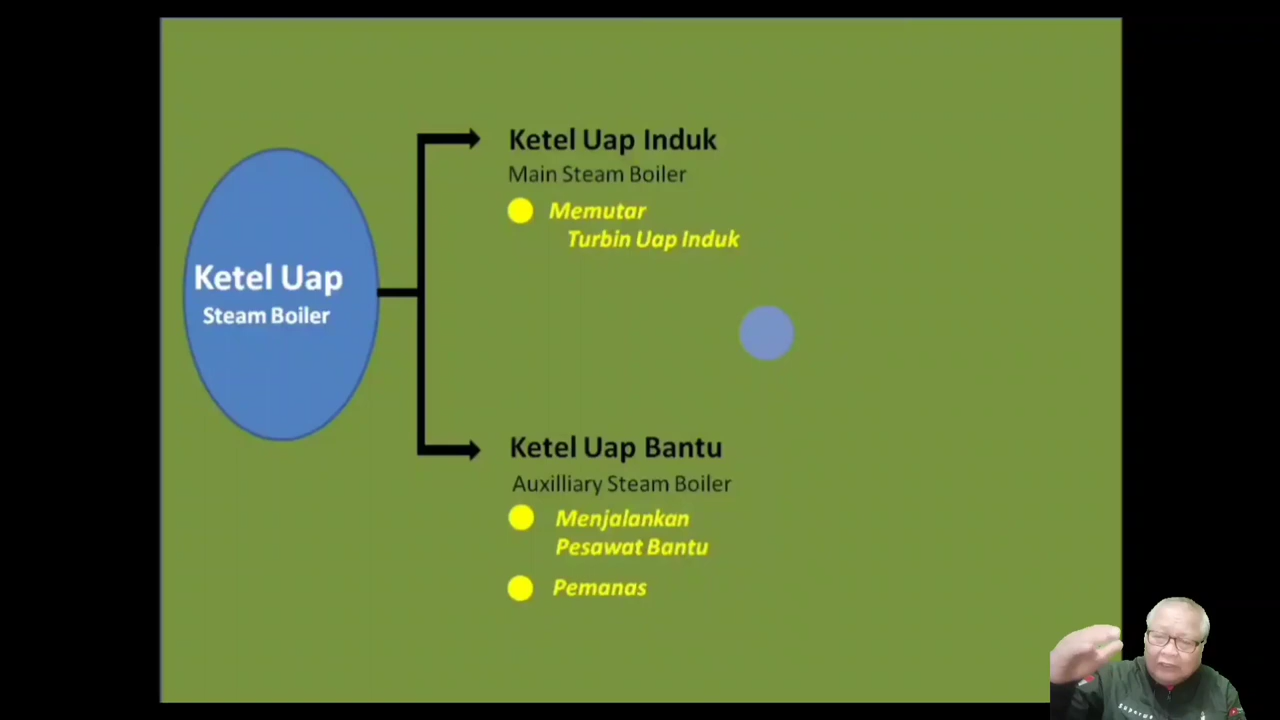 Ketel Uap
Steam Boiler
Ketel Uap Induk
Main Steam Boiler
Memutar
Turbin Uap Induk
Ketel Uap Bantu
Auxilliary Steam Boiler
Menjalankan
Pesawat Bantu
Pemanas